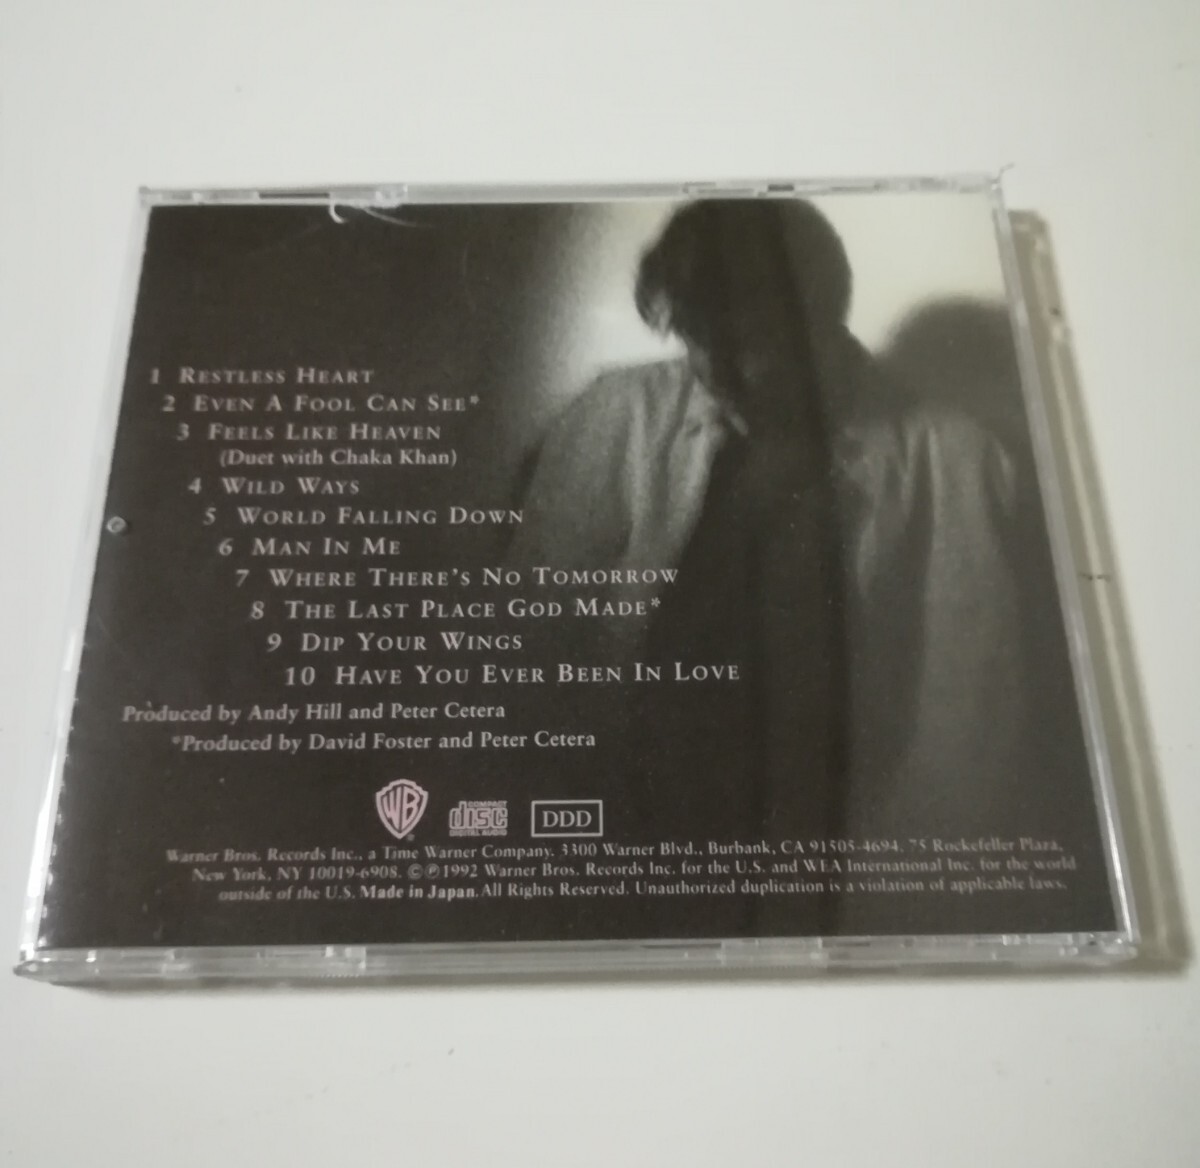 1 Restless Heart
2 Even A Fool Can See*
3 Feels Like Heaven
(Duet with Chaka Khan)
4 Wild Ways
5 World Falling Down
6 Man In Me
7 Where There's No Tomorrow
8 The Last Place God Made*
9 Dip Your Wings
10 Have You Ever Been In Love
Produced by Andy Hill and Peter Cetera
*Produced by David Foster and Peter Cetera
WB COMPACT disc DIGITAL AUDIO DDD
Warner Bros. Records Inc., a Time Warner Company. 3300 Warner Blvd., Burbank, CA 91505-4694. 75 Rockefeller Plaza,
New York, NY 10019-6908. ©℗1992 Warner Bros. Records Inc. for the U.S. and WEA International Inc. for the world
outside of the U.S. Made in Japan. All Rights Reserved. Unauthorized duplication is a violation of applicable laws.